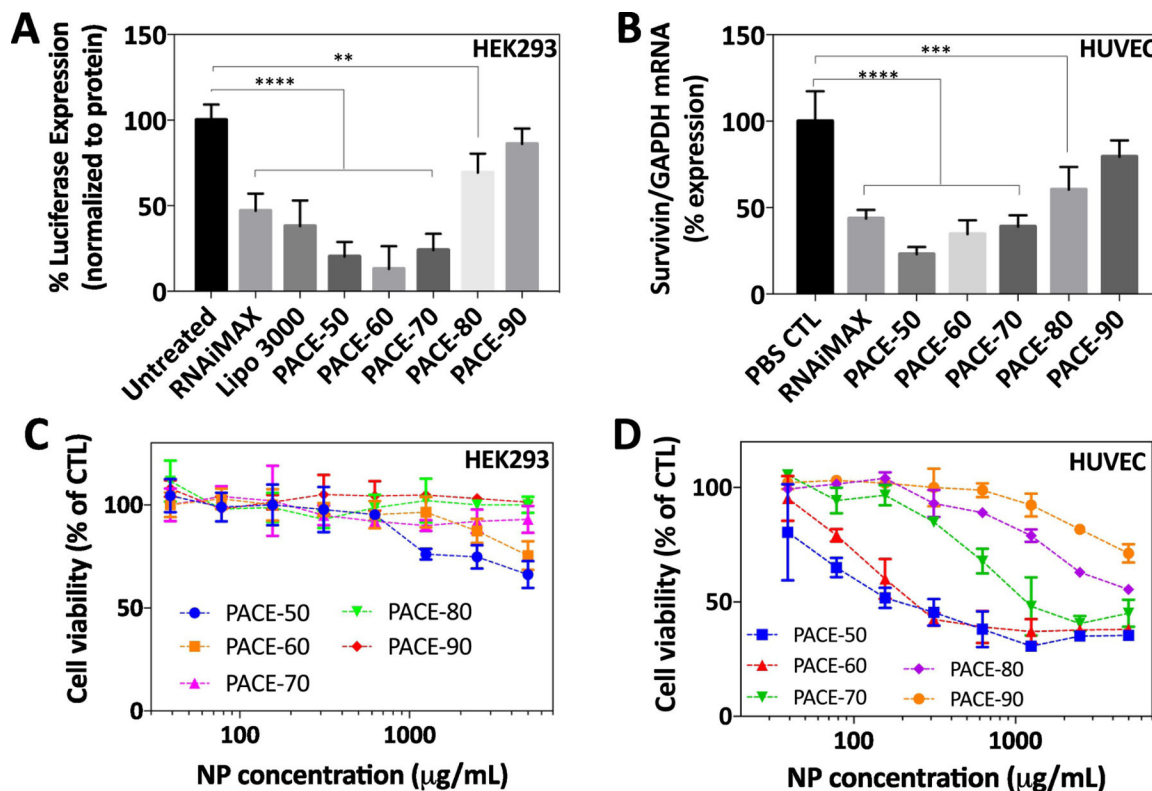 A
HEK293
% Luciferase Expression
(normalized to protein)
150
100
50
0
**
****
Untreated
RNAiMAX
Lipo 3000
PACE-50
PACE-60
PACE-70
PACE-80
PACE-90
B
HUVEC
Survivin/GAPDH mRNA
(% expression)
150
100
50
0
***
****
PBS CTL
RNAiMAX
PACE-50
PACE-60
PACE-70
PACE-80
PACE-90
C
HEK293
Cell viability (% of CTL)
100
50
0
PACE-50
PACE-60
PACE-70
PACE-80
PACE-90
100
1000
NP concentration (μg/mL)
D
HUVEC
Cell viability (% of CTL)
100
50
0
PACE-50
PACE-60
PACE-70
PACE-80
PACE-90
100
1000
NP concentration (μg/mL)